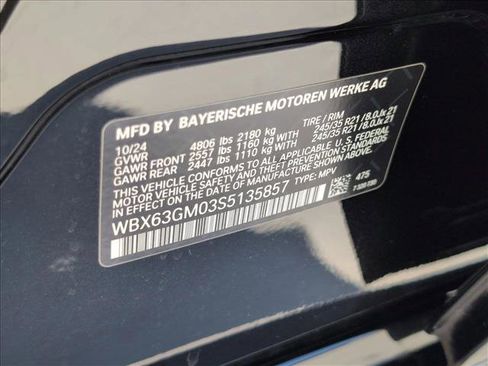 MFD BY BAYERISCHE MOTOREN WERKE AG
10/24 4806 lbs 2180 kg TIRE / RIM
GVWR
GAWR FRONT 2557 lbs 1160 kg WITH 245/35 R21 / 8.0Jx 21
GAWR REAR 2447 lbs 1110 kg WITH 245/35 R21 / 8.0Jx 21
THIS VEHICLE CONFORMS TO ALL APPLICABLE U.S. FEDERAL
MOTOR VEHICLE SAFETY AND THEFT PREVENTION STANDARDS
IN EFFECT ON THE DATE OF MANUFACTURE SHOWN ABOVE.
WBX63GM03S5135857 TYPE: MPV 475